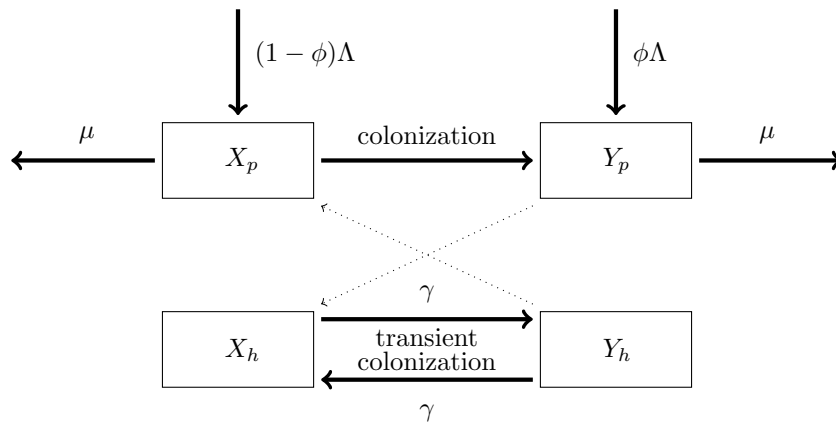 (1 − ϕ)Λ
ϕΛ
μ
X_p
colonization
Y_p
μ
γ
X_h
transient
colonization
Y_h
γ